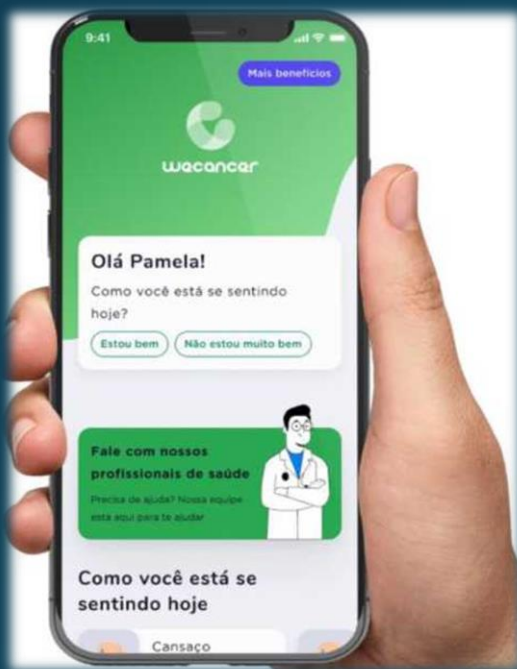 9:41
Mais benefícios
wecancer
Olá Pamela!
Como você está se sentindo
hoje?
Estou bem
Não estou muito bem
Fale com nossos
profissionais de saúde
Precisa de ajuda? Nossa equipe
está aqui para te ajudar
Como você está se
sentindo hoje
Cansaço